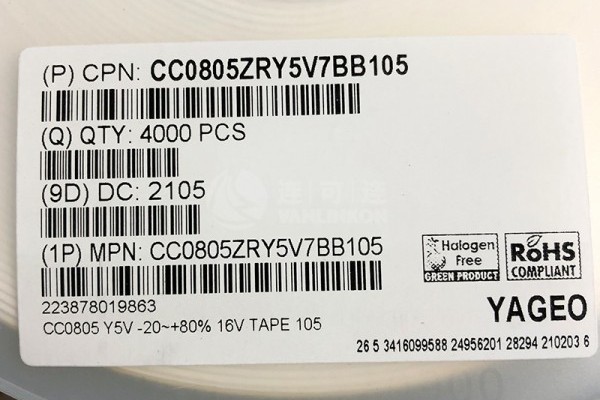 (P) CPN: CC0805ZRY5V7BB105
(Q) QTY: 4000 PCS
(9D) DC: 2105
(1P) MPN: CC0805ZRY5V7BB105
Halogen
Free
GREEN PRODUCT
RoHS
COMPLIANT
223878019863
YAGEO
CC0805 Y5V -20~+80% 16V TAPE 105
26 5 3416099588 24956201 28294 210203 6